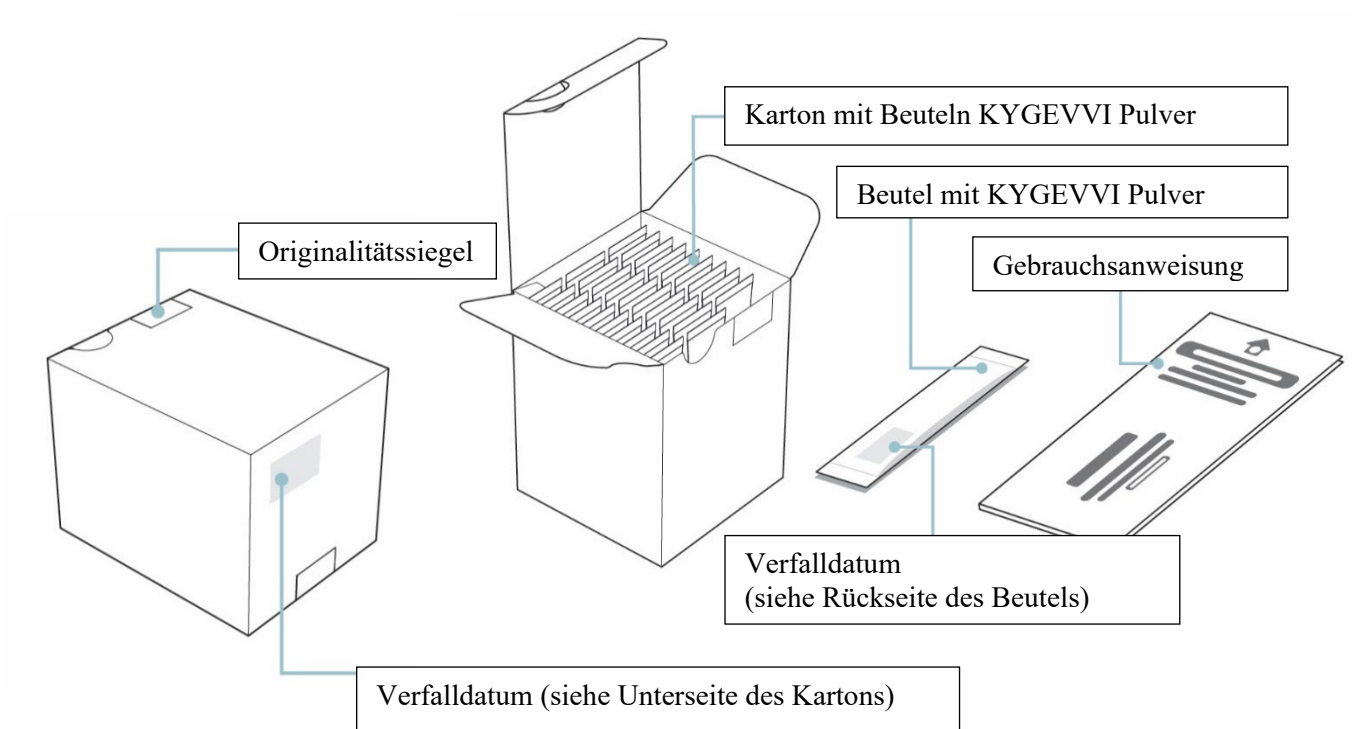 Karton mit Beuteln KYGEVVI Pulver
Beutel mit KYGEVVI Pulver
Originalitätssiegel
Gebrauchsanweisung
Verfalldatum
(siehe Rückseite des Beutels)
Verfalldatum (siehe Unterseite des Kartons)